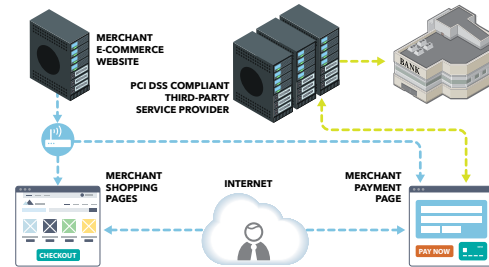 MERCHANT
E-COMMERCE
WEBSITE
PCI DSS COMPLIANT
THIRD-PARTY
SERVICE PROVIDER
BANK
MERCHANT
SHOPPING
PAGES
INTERNET
MERCHANT
PAYMENT
PAGE
CHECKOUT
PAY NOW